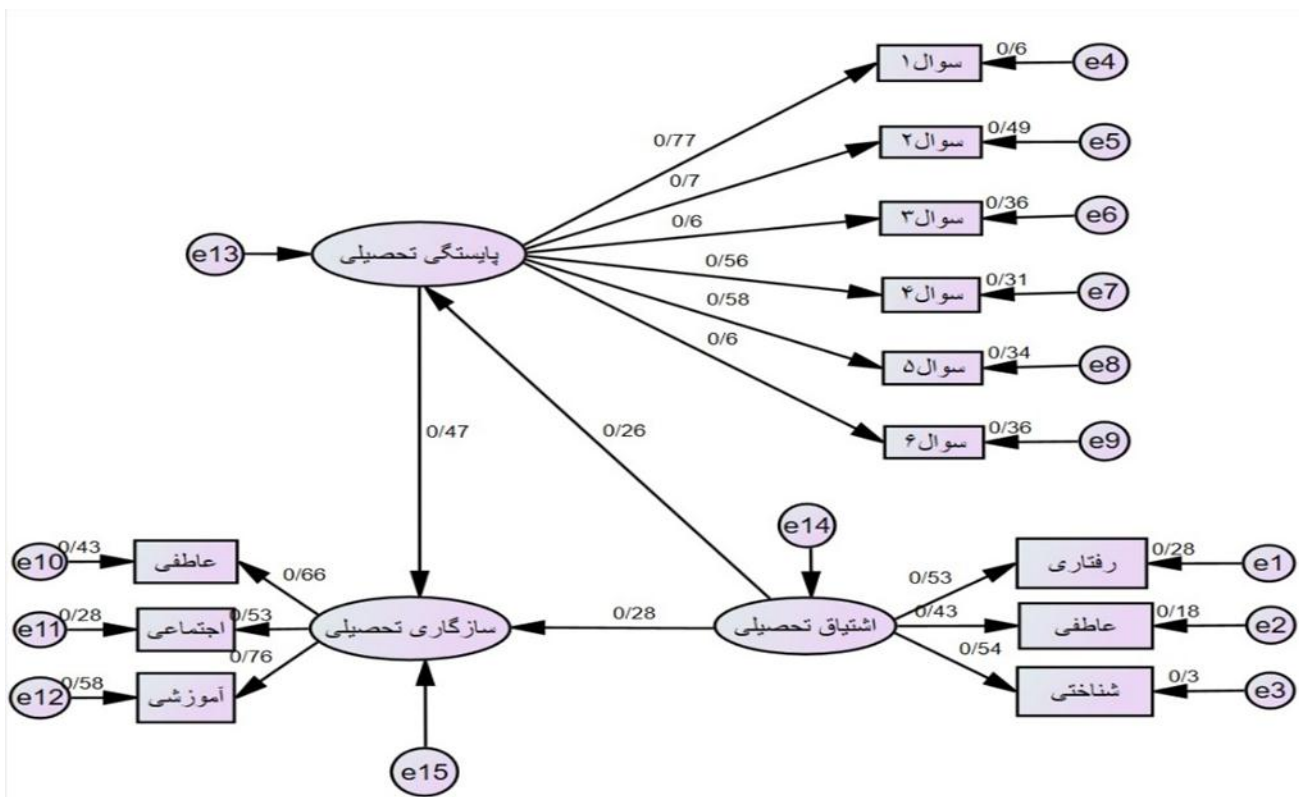 سوال۱
0/6
e4
0/77
سوال۲
0/49
e5
0/7
سوال۳
0/36
e6
0/6
e13
پایستگی تحصیلی
0/56
سوال۴
0/31
e7
0/58
سوال۵
0/34
e8
0/6
سوال۶
0/36
e9
0/47
0/26
e14
e10
0/43
عاطفی
0/66
e11
0/28
اجتماعی
0/53
سازگاری تحصیلی
0/28
اشتیاق تحصیلی
e12
0/58
آموزشی
0/76
0/53
رفتاری
0/28
e1
0/43
عاطفی
0/18
e2
0/54
شناختی
0/3
e3
e15